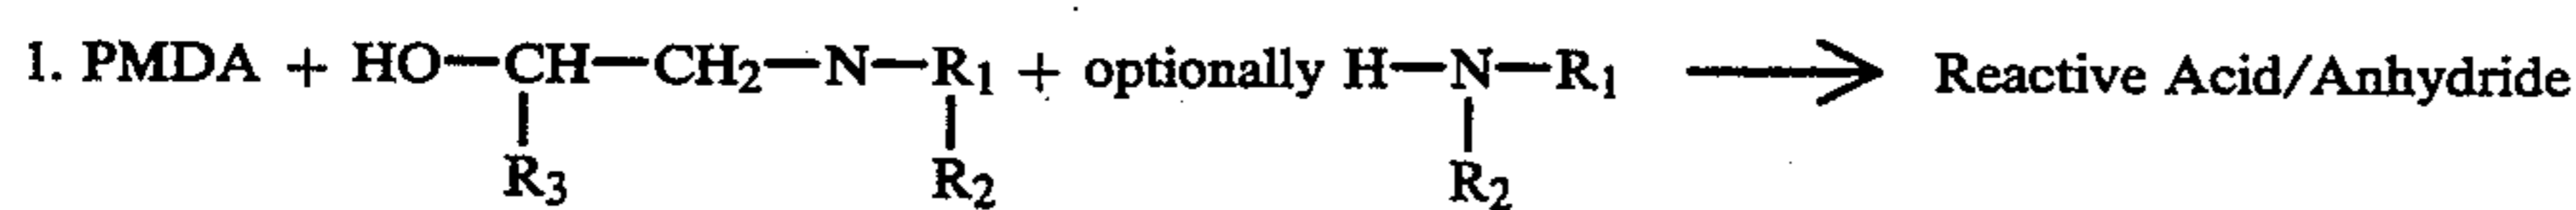 1. PMDA + HO—CH—CH₂—N—R₁ + optionally H—N—R₁ ⟶ Reactive Acid/Anhydride
R₃ R₂ R₂